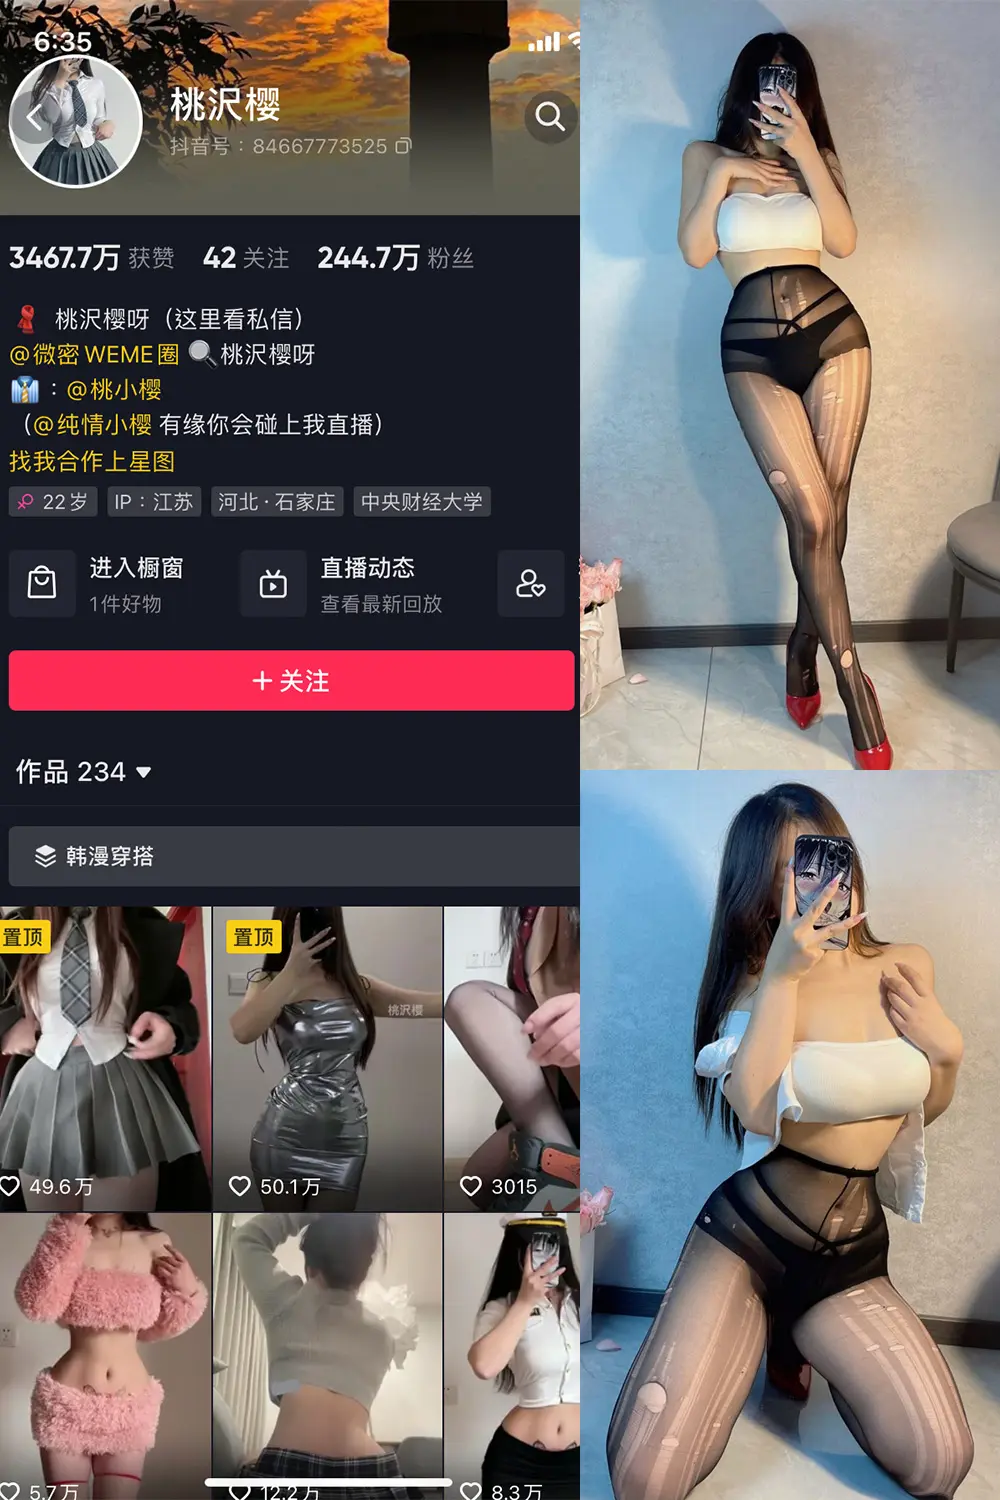 6:35
桃沢樱
抖音号：84667773525
3467.7万 获赞 42 关注 244.7万 粉丝
桃沢樱呀（这里看私信）
@微密 WEME圈 🔍桃沢樱呀
：@桃小樱
（@纯情小樱 有缘你会碰上我直播）
找我合作上星图
22岁 IP：江苏 河北·石家庄 中央财经大学
进入橱窗
1件好物
直播动态
查看最新回放
+ 关注
作品 234
韩漫穿搭
置顶
置顶
桃沢樱
49.6万 50.1万 3015
5.7万 12.2万 8.3万